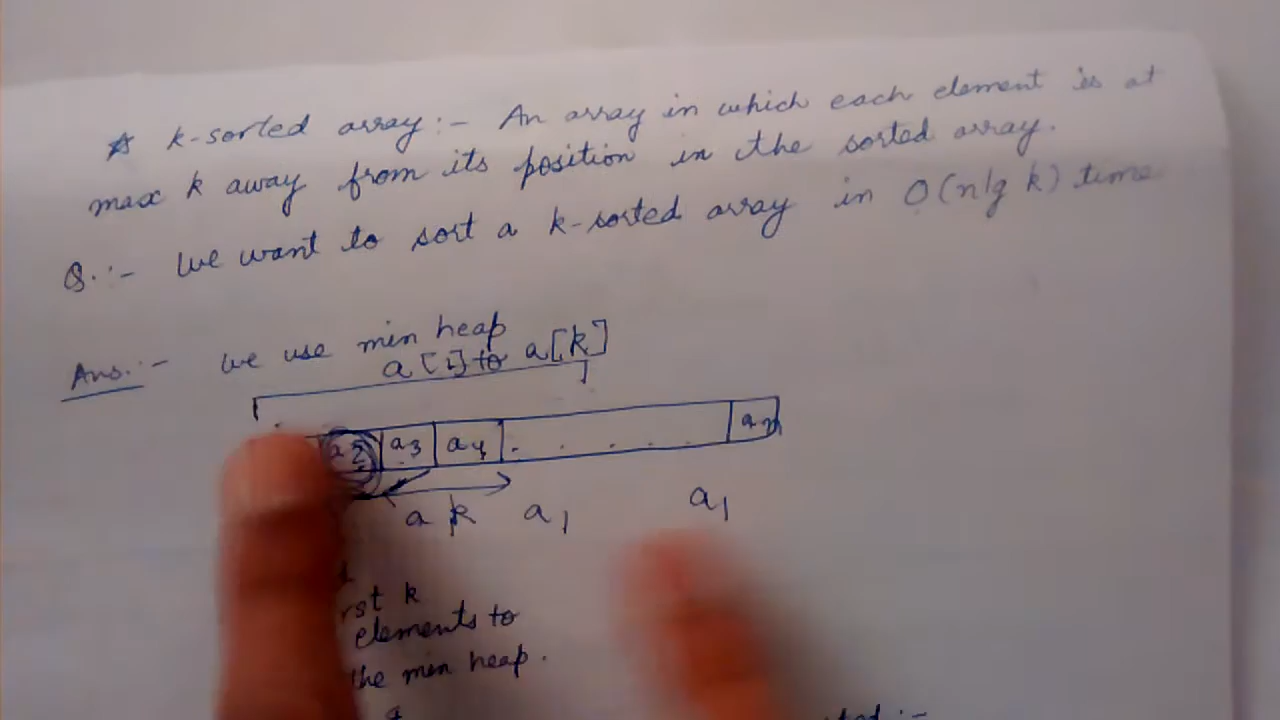 ☆ k-sorted array:- An array in which each element is at
max k away from its position in the sorted array.
Q.:- We want to sort a k-sorted array in O(nlg k) time
Ans.:- We use min heap
a[1] to a[k]
a2 a3 a4 . . . . . an
a k a1 a1
k
elements to
the min heap.